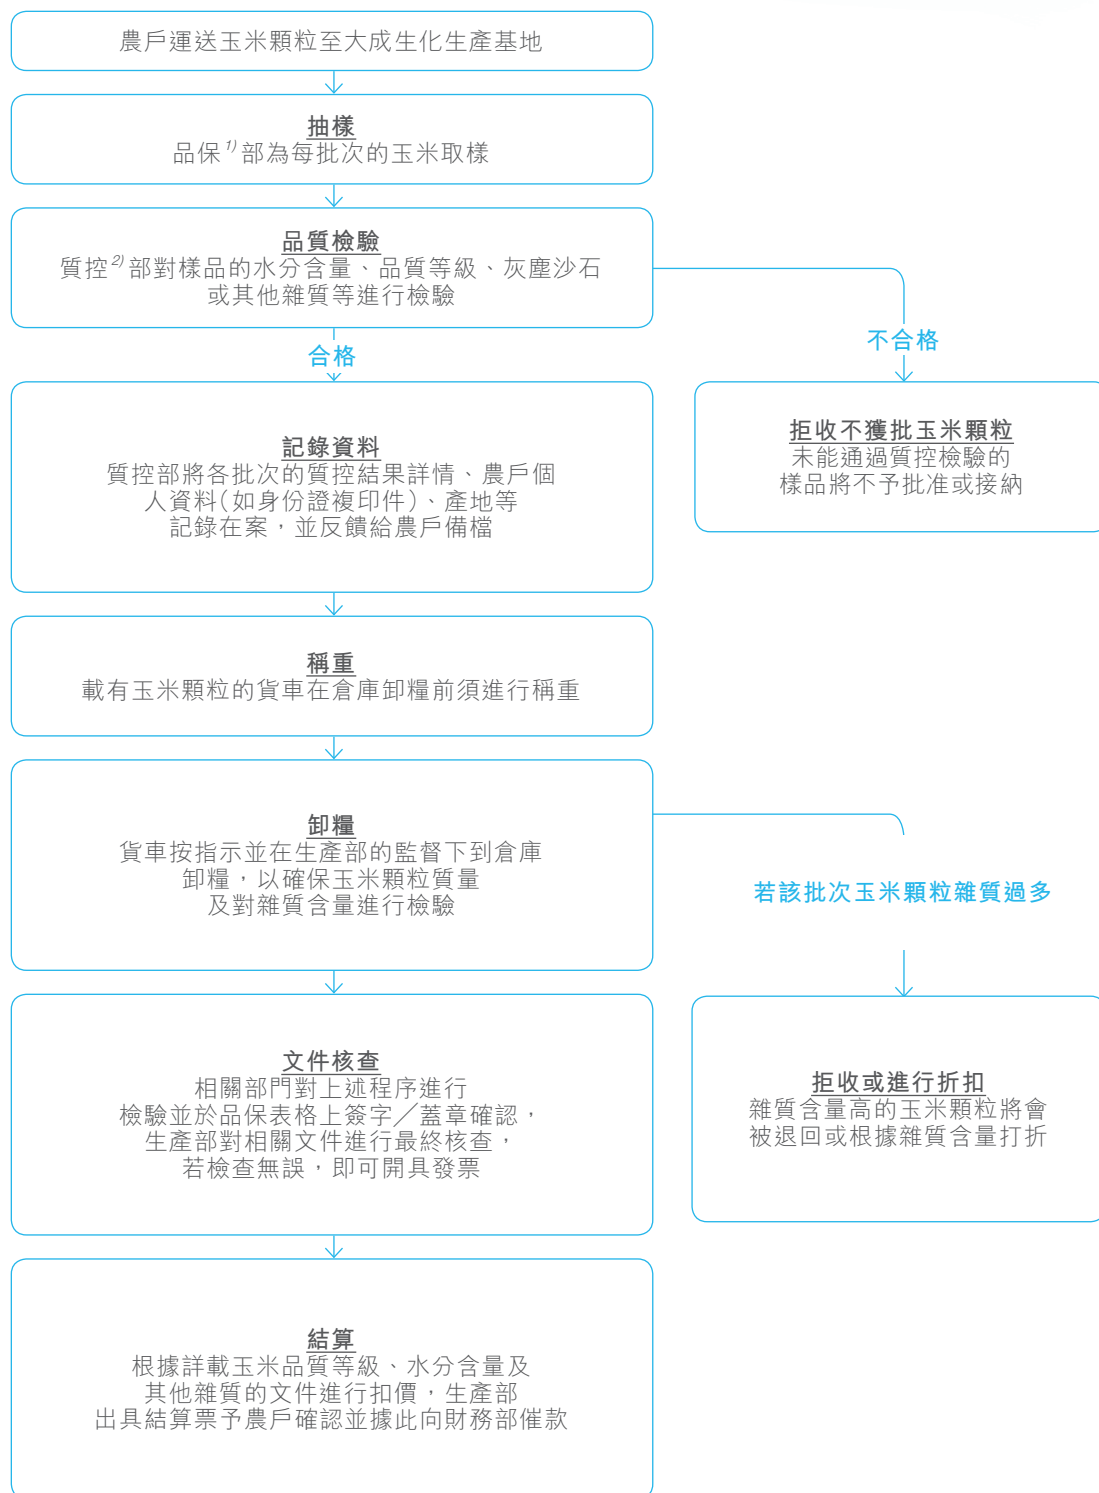 農戶運送玉米顆粒至大成生化生產基地
抽樣
品保1)部為每批次的玉米取樣
品質檢驗
質控2)部對樣品的水分含量、品質等級、灰塵沙石
或其他雜質等進行檢驗
合格
不合格
記錄資料
質控部將各批次的質控結果詳情、農戶個
人資料(如身份證複印件)、產地等
記錄在案，並反饋給農戶備檔
拒收不獲批玉米顆粒
未能通過質控檢驗的
樣品將不予批准或接納
稱重
載有玉米顆粒的貨車在倉庫卸糧前須進行稱重
卸糧
貨車按指示並在生產部的監督下到倉庫
卸糧，以確保玉米顆粒質量
及對雜質含量進行檢驗
若該批次玉米顆粒雜質過多
文件核查
相關部門對上述程序進行
檢驗並於品保表格上簽字／蓋章確認，
生產部對相關文件進行最終核查，
若檢查無誤，即可開具發票
拒收或進行折扣
雜質含量高的玉米顆粒將會
被退回或根據雜質含量打折
結算
根據詳載玉米品質等級、水分含量及
其他雜質的文件進行扣價，生產部
出具結算票予農戶確認並據此向財務部催款